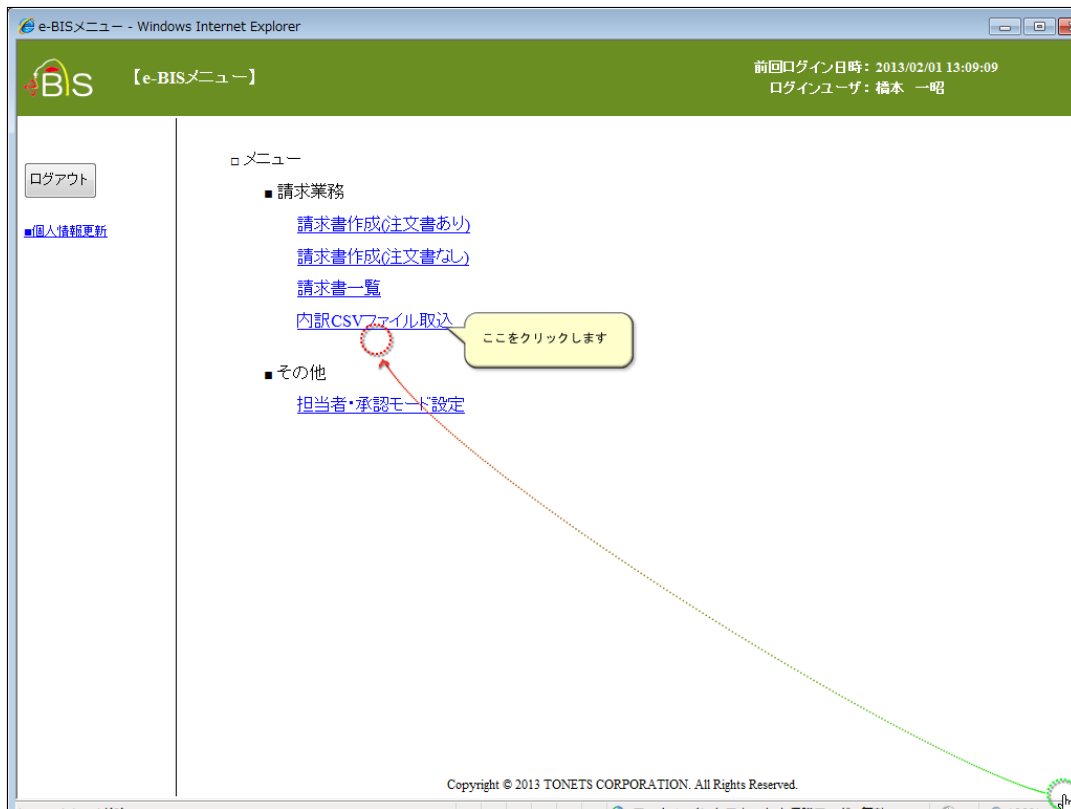 e-BISメニュー - Windows Internet Explorer
eBIS
【e-BISメニュー】
前回ログイン日時：2013/02/01 13:09:09
ログインユーザ：橋本 一昭
ログアウト
■個人情報更新
□ メニュー
■ 請求業務
請求書作成(注文書あり)
請求書作成(注文書なし)
請求書一覧
内訳CSVファイル取込
ここをクリックします
■ その他
担当者・承認モード設定
Copyright © 2013 TONETS CORPORATION. All Rights Reserved.